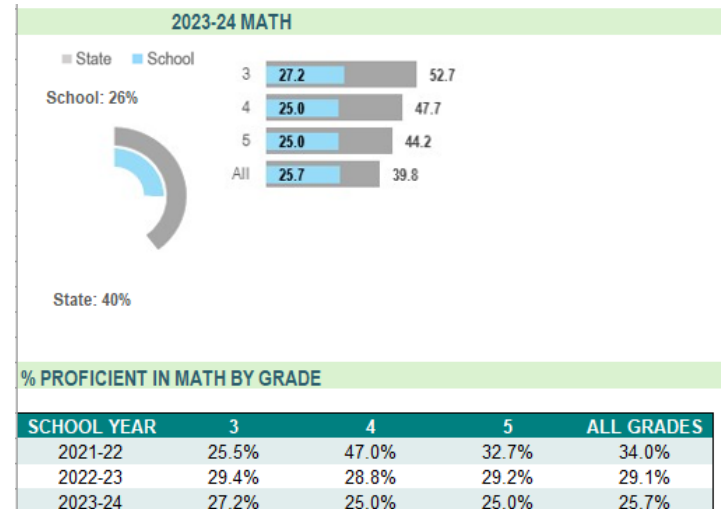 2023-24 MATH
State School
School: 26%
3 27.2 52.7
4 25.0 47.7
5 25.0 44.2
All 25.7 39.8
State: 40%
% PROFICIENT IN MATH BY GRADE
SCHOOL YEAR 3 4 5 ALL GRADES
2021-22 25.5% 47.0% 32.7% 34.0%
2022-23 29.4% 28.8% 29.2% 29.1%
2023-24 27.2% 25.0% 25.0% 25.7%